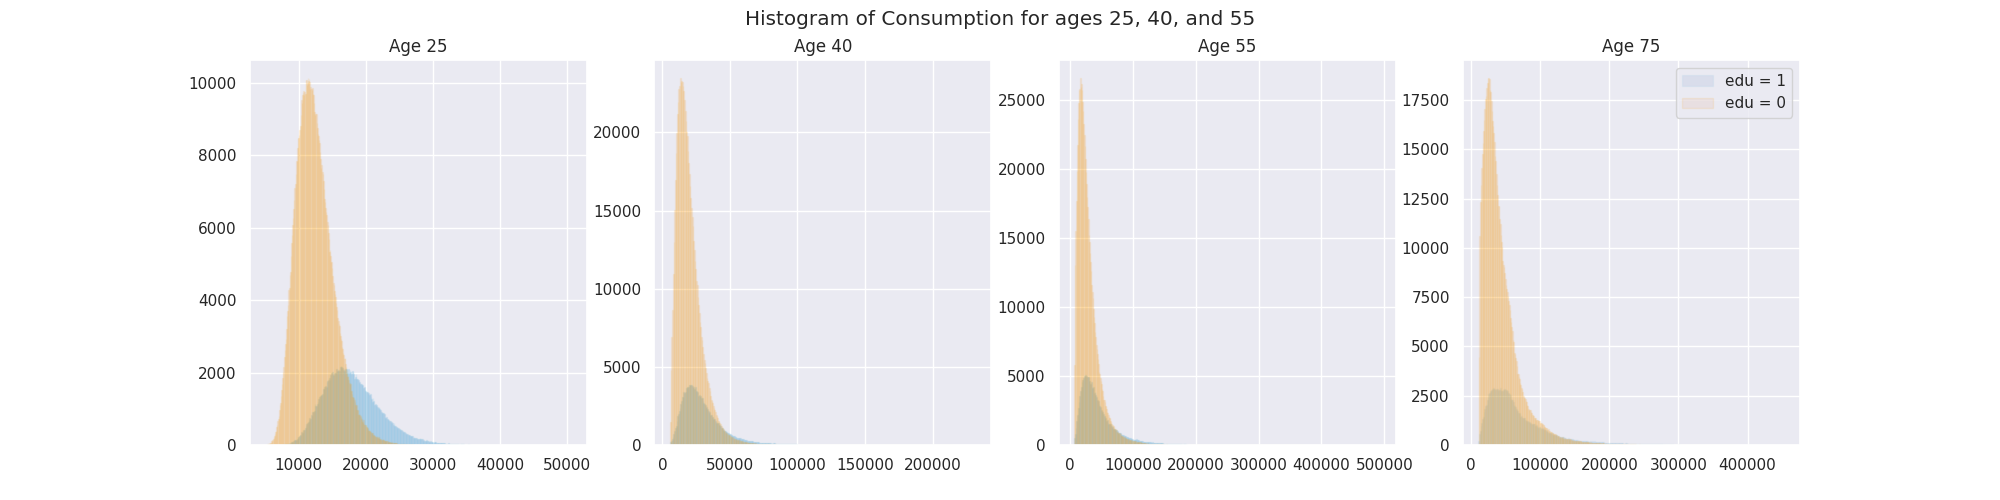 Histogram of Consumption for ages 25, 40, and 55
Age 25
10000
8000
6000
4000
2000
0
10000 20000 30000 40000 50000
Age 40
20000
15000
10000
5000
0
0 50000 100000 150000 200000
Age 55
25000
20000
15000
10000
5000
0
0 100000 200000 300000 400000 500000
Age 75
17500
15000
12500
10000
7500
5000
2500
0
0 100000 200000 300000 400000
edu = 1
edu = 0